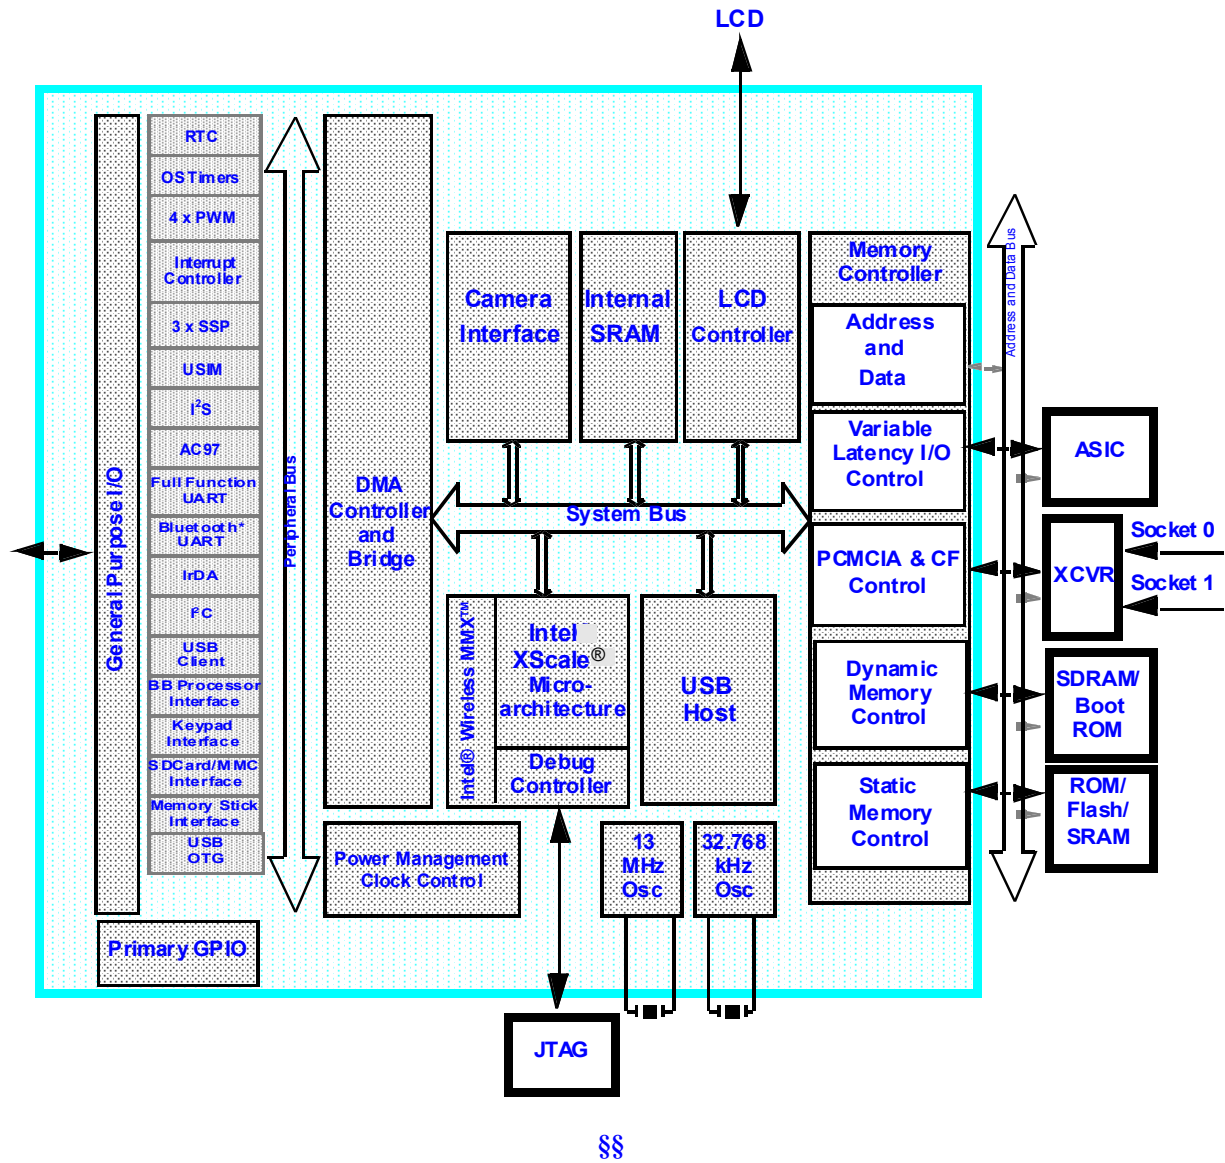 LCD
RTC
OS Timers
4 x PWM
Interrupt
Controller
3 x SSP
USIM
I²S
AC97
Full Function
UART
Bluetooth*
UART
IrDA
I²C
USB
Client
BB Processor
Interface
Keypad
Interface
SDCard/MMC
Interface
Memory Stick
Interface
USB
OTG
General Purpose I/O
Primary GPIO
Peripheral Bus
DMA
Controller
and
Bridge
Camera
Interface
Internal
SRAM
LCD
Controller
System Bus
Intel® Wireless MMX™
Intel
XScale®
Micro-
architecture
Debug
Controller
USB
Host
Power Management
Clock Control
13
MHz
Osc
32.768
kHz
Osc
JTAG
Memory
Controller
Address
and
Data
Variable
Latency I/O
Control
PCMCIA & CF
Control
Dynamic
Memory
Control
Static
Memory
Control
Address and Data Bus
ASIC
XCVR
Socket 0
Socket 1
SDRAM/
Boot
ROM
ROM/
Flash/
SRAM
§§